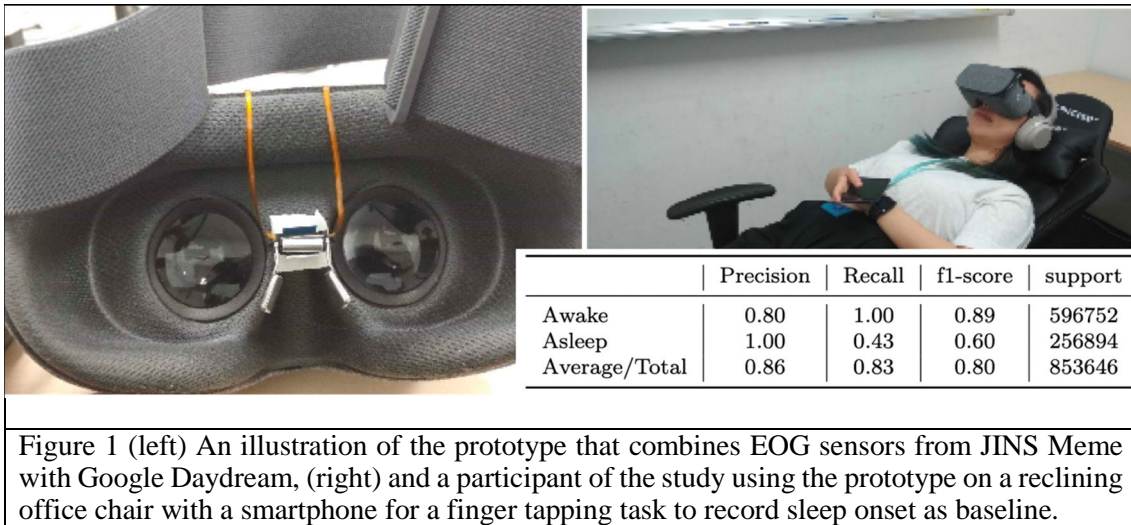 Precision Recall f1-score support
Awake 0.80 1.00 0.89 596752
Asleep 1.00 0.43 0.60 256894
Average/Total 0.86 0.83 0.80 853646
Figure 1 (left) An illustration of the prototype that combines EOG sensors from JINS Meme
with Google Daydream, (right) and a participant of the study using the prototype on a reclining
office chair with a smartphone for a finger tapping task to record sleep onset as baseline.